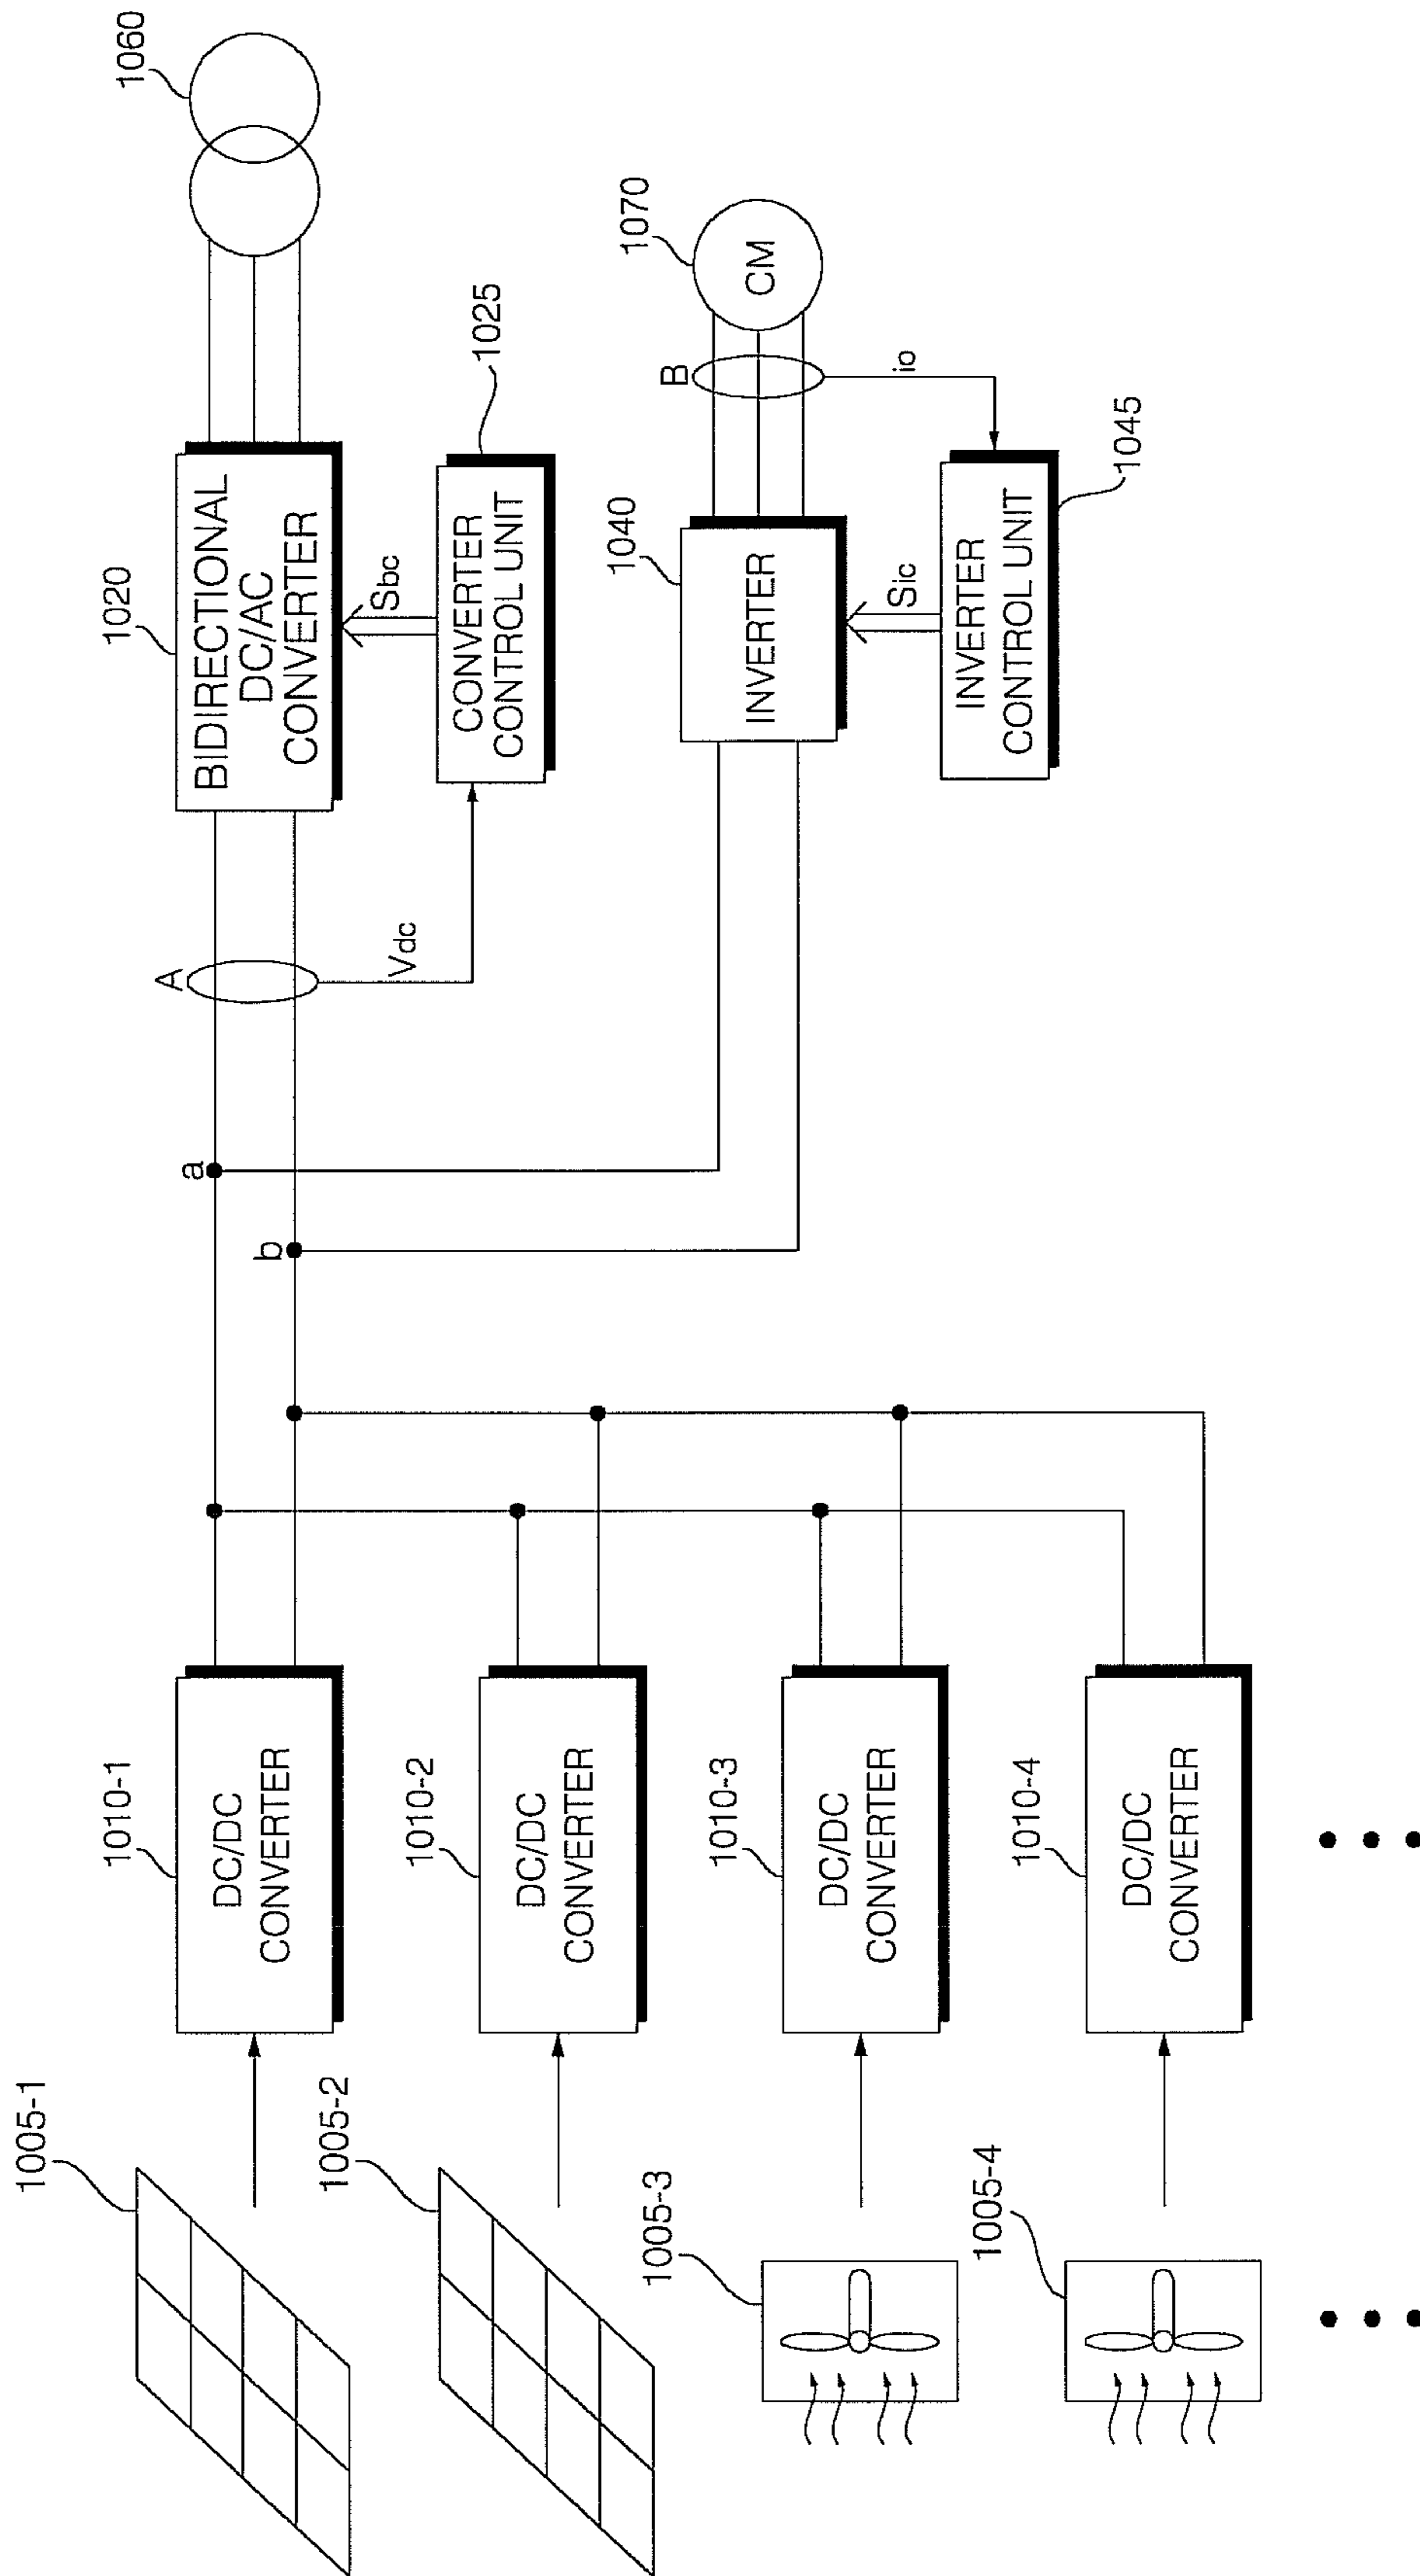 1005-1
1010-1
DC/DC
CONVERTER
a
b
A
Vdc
1020
BIDIRECTIONAL
DC/AC
CONVERTER
Sbc
CONVERTER
CONTROL UNIT
1025
1060
1005-2
1010-2
DC/DC
CONVERTER
1040
INVERTER
Sic
INVERTER
CONTROL UNIT
1045
B
io
1070
CM
1005-3
1010-3
DC/DC
CONVERTER
1005-4
1010-4
DC/DC
CONVERTER